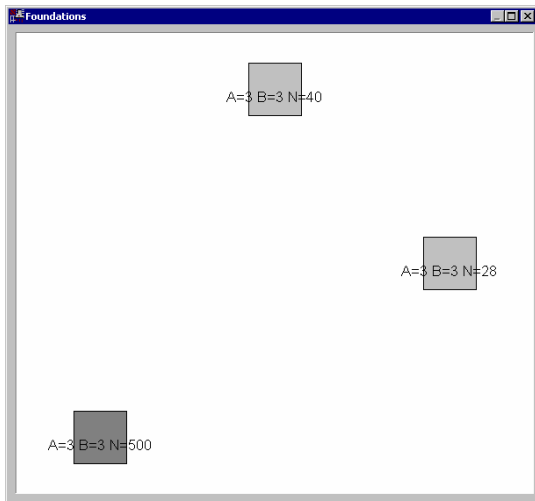 Foundations
A=3 B=3 N=40
A=3 B=3 N=28
A=3 B=3 N=500